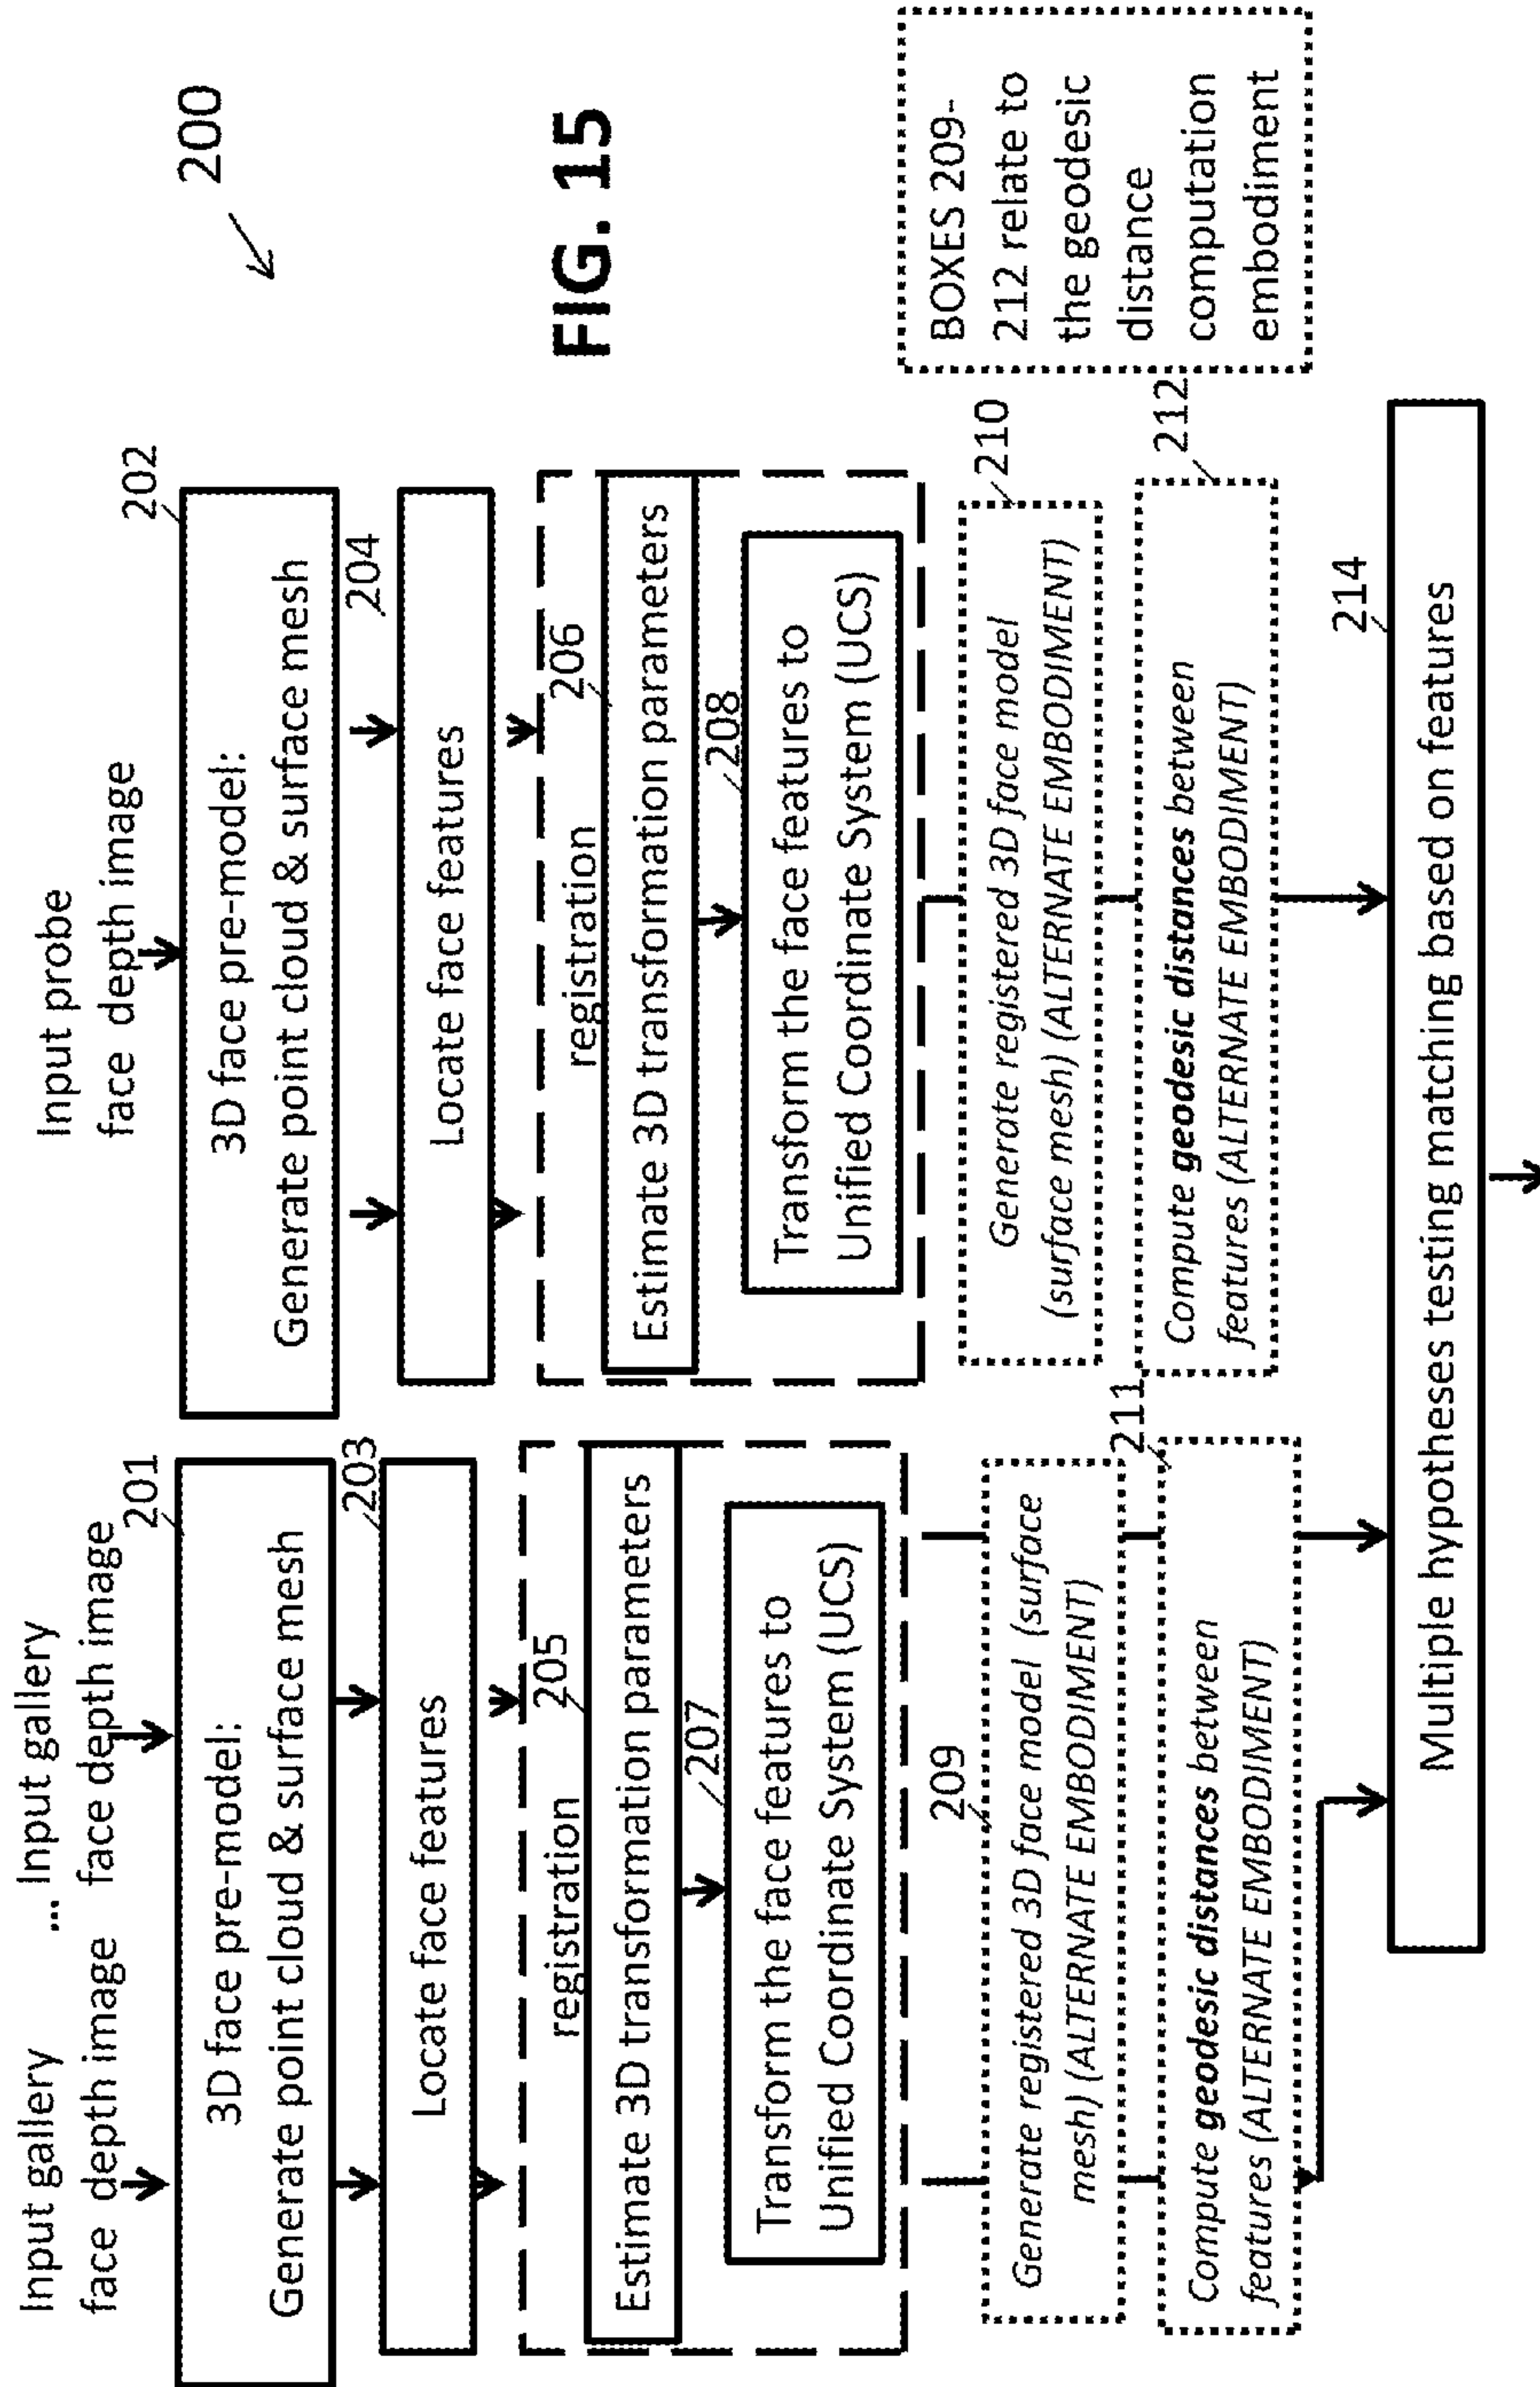 200
FIG. 15
Input gallery ... Input gallery
face depth image face depth image
201
3D face pre-model:
Generate point cloud & surface mesh
203
Locate face features
registration
205
Estimate 3D transformation parameters
207
Transform the face features to
Unified Coordinate System (UCS)
209
Generate registered 3D face model (surface
mesh) (ALTERNATE EMBODIMENT)
211
Compute geodesic distances between
features (ALTERNATE EMBODIMENT)
Input probe
face depth image
202
3D face pre-model:
Generate point cloud & surface mesh
204
Locate face features
registration
206
Estimate 3D transformation parameters
208
Transform the face features to
Unified Coordinate System (UCS)
210
Generate registered 3D face model
(surface mesh) (ALTERNATE EMBODIMENT)
212
Compute geodesic distances between
features (ALTERNATE EMBODIMENT)
BOXES 209-
212 relate to
the geodesic
distance
computation
embodiment
214
Multiple hypotheses testing matching based on features